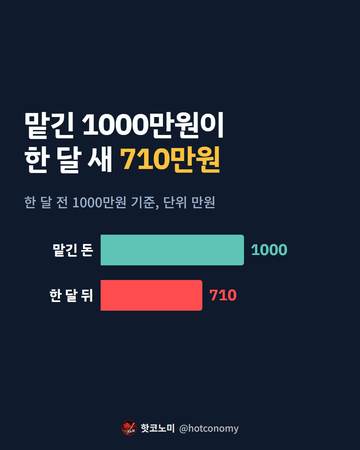 맡긴 1000만원이
한 달 새 710만원
한 달 전 1000만원 기준, 단위 만원
맡긴 돈 1000
한 달 뒤 710
핫코노미 @hotconomy